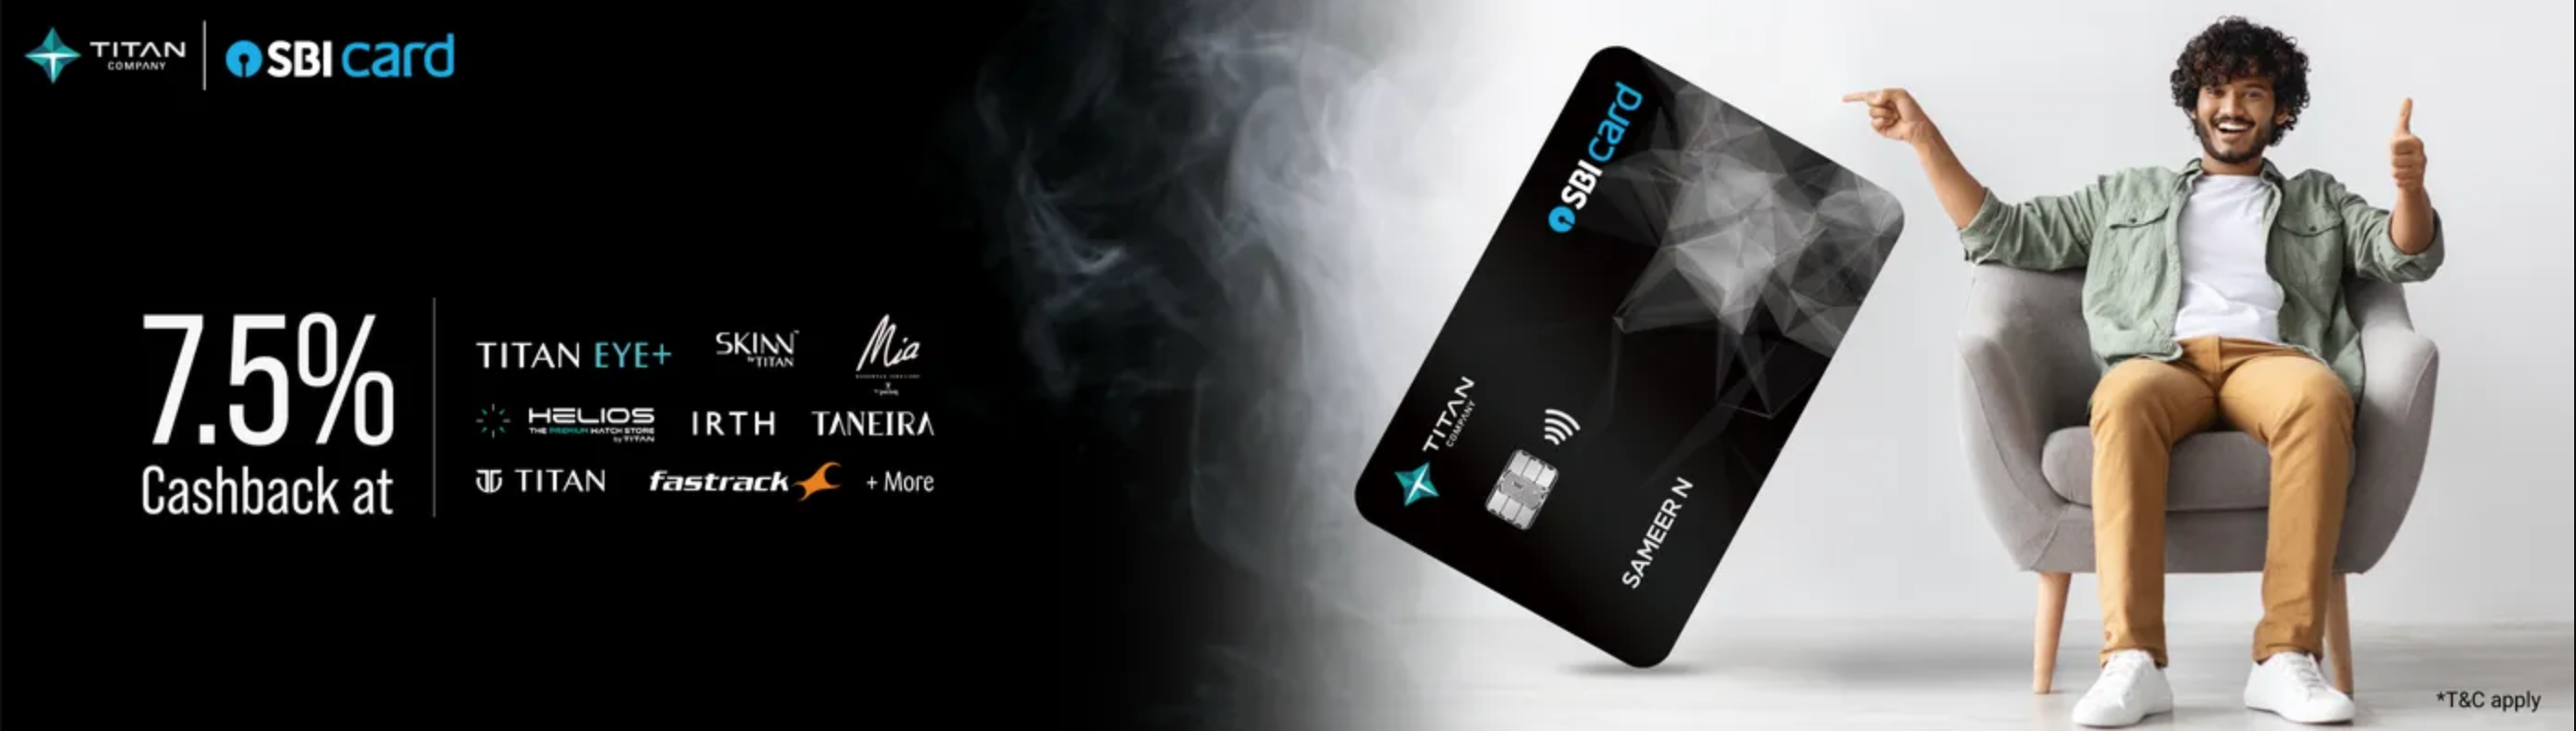 TITAN
COMPANY
SBI card
7.5%
Cashback at
TITAN EYE+
SKINN™
BY TITAN
Mia
HELIOS
THE PREMIUM WATCH STORE
by TITAN
IRTH
TANEIRA
TITAN
fastrack
+ More
SBI card
TITAN
COMPANY
SAMEER N
*T&C apply